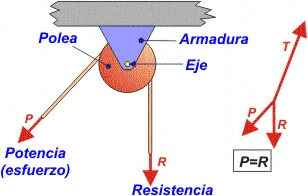 Polea
Armadura
Eje
T
P
Potencia
(esfuerzo)
R
Resistencia
P
R
P=R